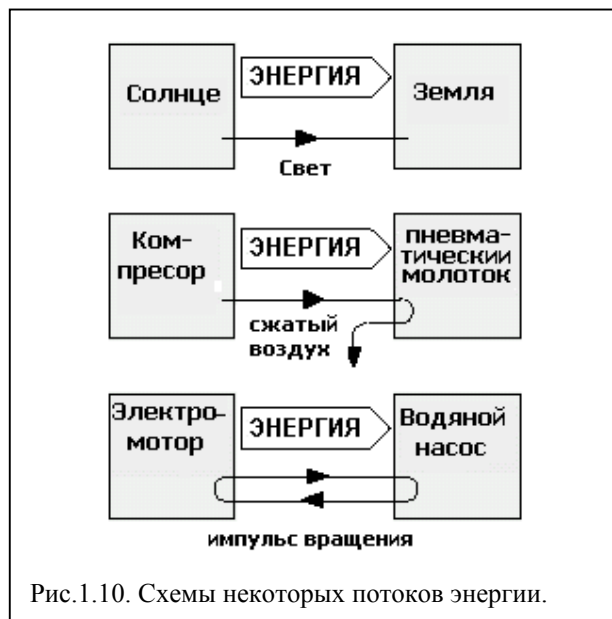 Солнце
ЭНЕРГИЯ
Земля
Свет
Ком-
пресор
ЭНЕРГИЯ
пневма-
тический
молоток
сжатый
воздух
Электро-
мотор
ЭНЕРГИЯ
Водяной
насос
импульс вращения
Рис.1.10. Схемы некоторых потоков энергии.